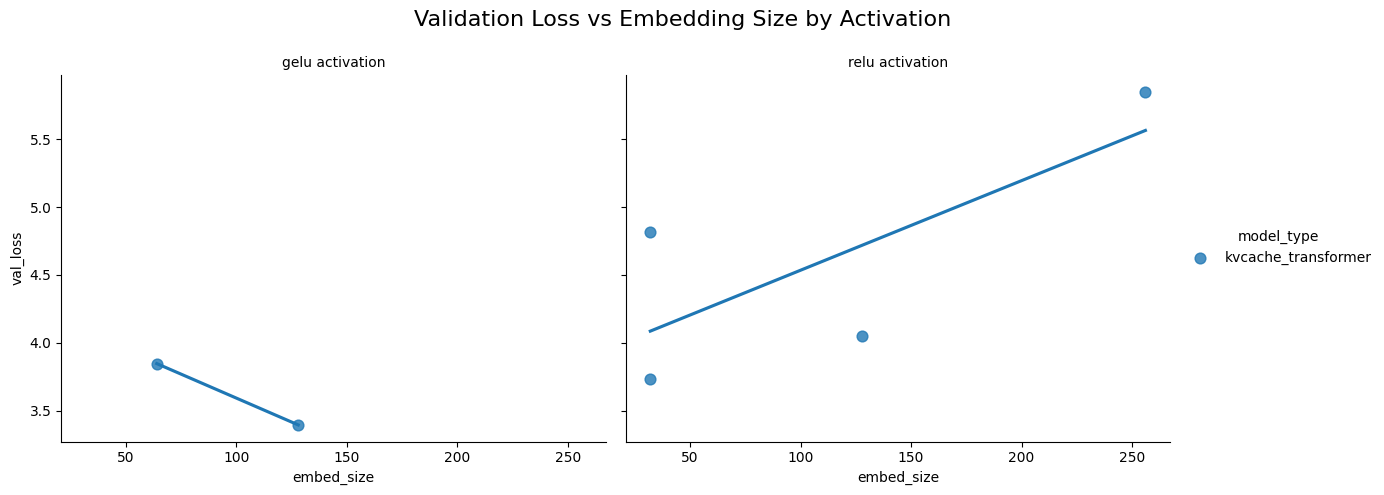 Validation Loss vs Embedding Size by Activation
gelu activation
relu activation
val_loss
5.5
5.0
4.5
4.0
3.5
50 100 150 200 250
50 100 150 200 250
embed_size
embed_size
model_type
kvcache_transformer